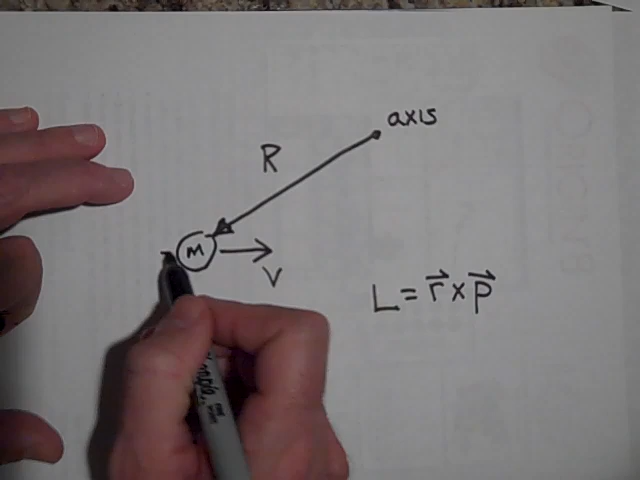 axis
R
M
V
L = r⃗ x p⃗